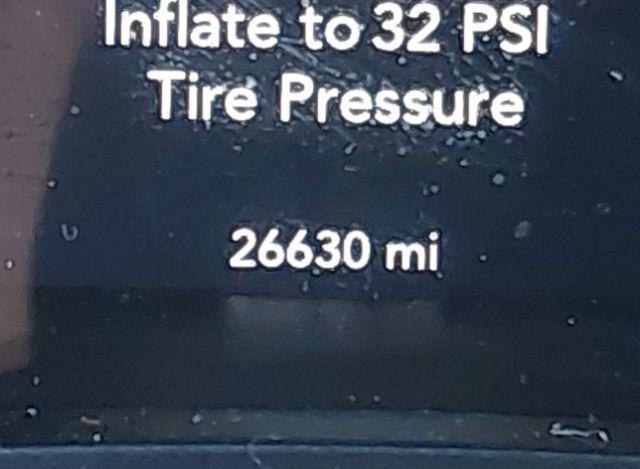 Inflate to 32 PSI
Tire Pressure
26630 mi